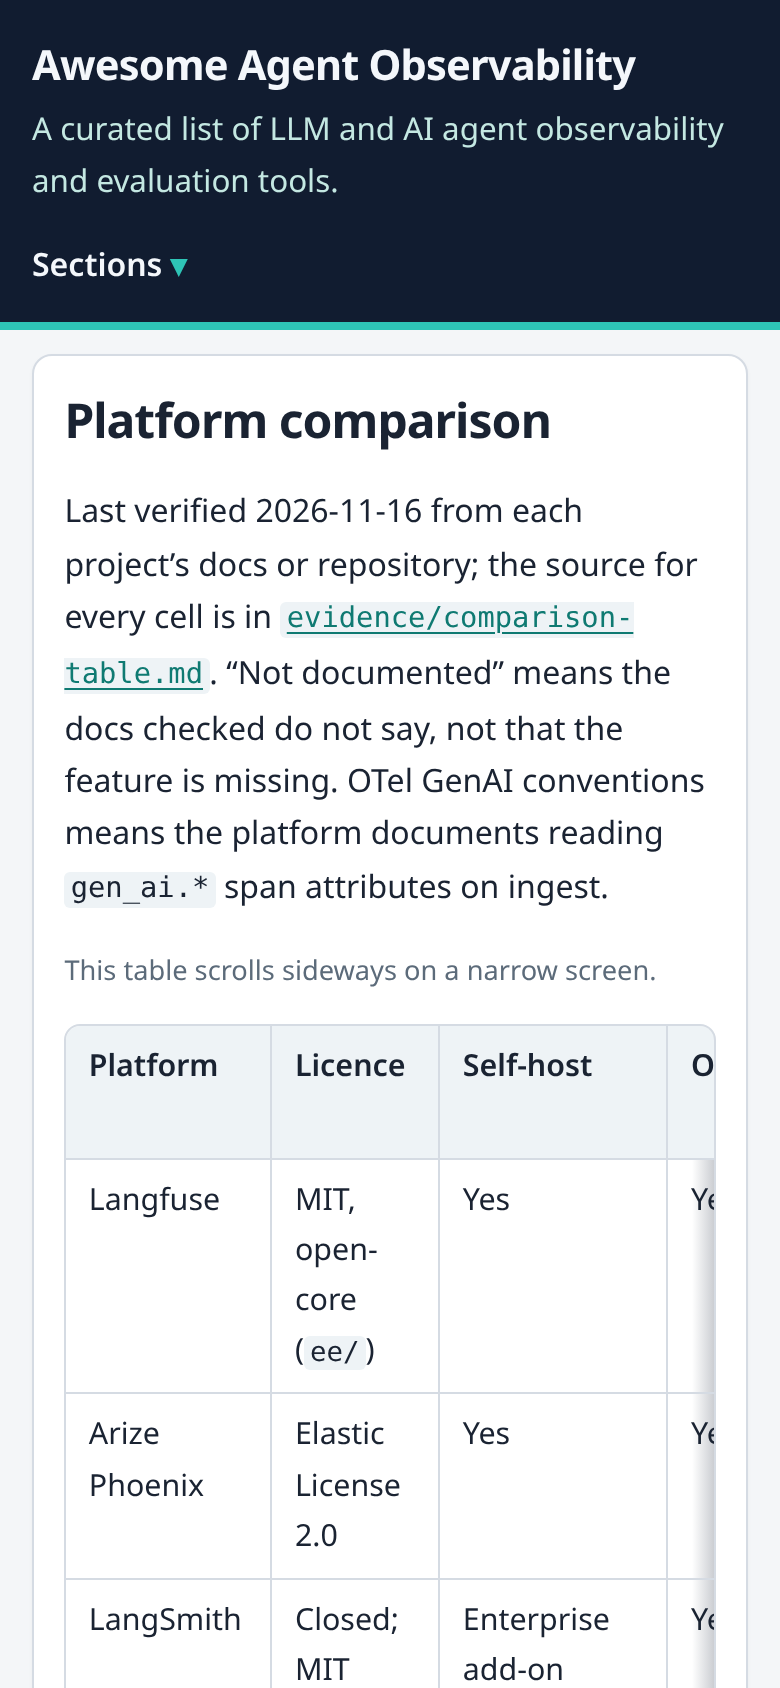 Awesome Agent Observability
A curated list of LLM and AI agent observability
and evaluation tools.
Sections ▾
Platform comparison
Last verified 2026-11-16 from each
project’s docs or repository; the source for
every cell is in evidence/comparison-
table.md. “Not documented” means the
docs checked do not say, not that the
feature is missing. OTel GenAI conventions
means the platform documents reading
gen_ai.* span attributes on ingest.
This table scrolls sideways on a narrow screen.
Platform Licence Self-host
Langfuse MIT, Yes
open-
core
(ee/)
Arize Elastic Yes
Phoenix License
2.0
LangSmith Closed; Enterprise
MIT add-on